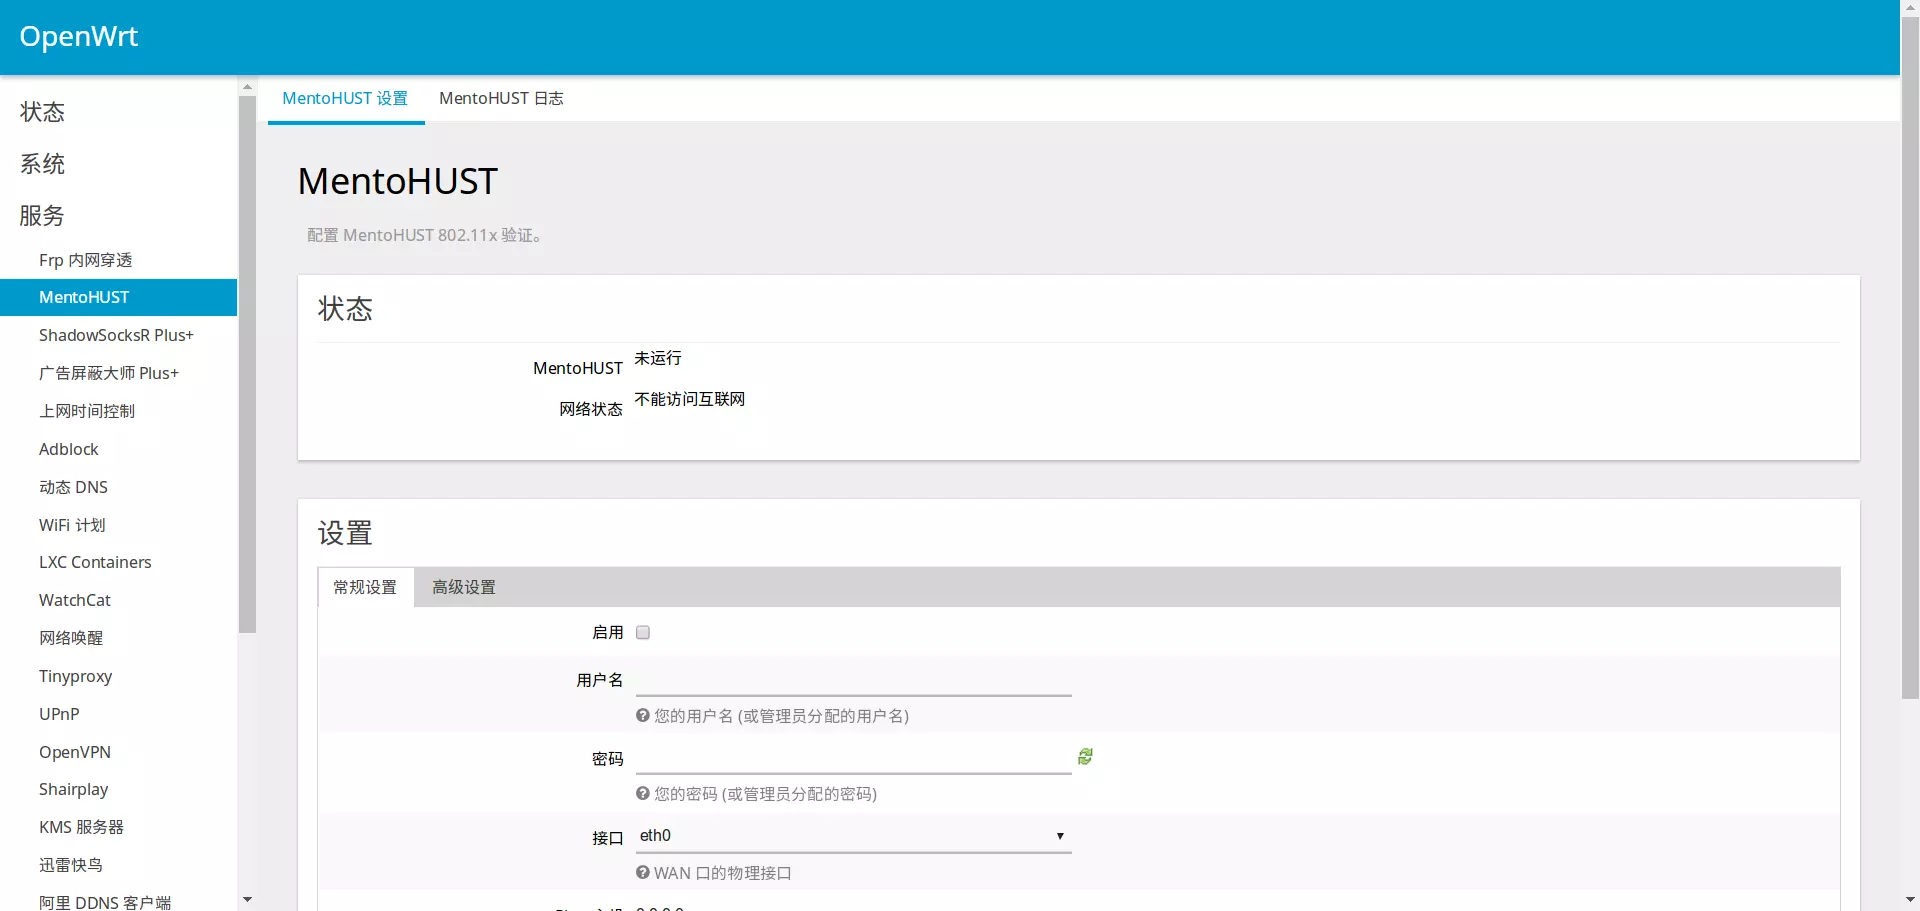 OpenWrt
状态
系统
服务
Frp 内网穿透
MentoHUST
ShadowSocksR Plus+
广告屏蔽大师 Plus+
上网时间控制
Adblock
动态 DNS
WiFi 计划
LXC Containers
WatchCat
网络唤醒
Tinyproxy
UPnP
OpenVPN
Shairplay
KMS 服务器
迅雷快鸟
阿里 DDNS 客户端
MentoHUST 设置 MentoHUST 日志
MentoHUST
配置 MentoHUST 802.11x 验证。
状态
MentoHUST 未运行
网络状态 不能访问互联网
设置
常规设置 高级设置
启用
用户名
您的用户名 (或管理员分配的用户名)
密码
您的密码 (或管理员分配的密码)
接口 eth0
WAN 口的物理接口